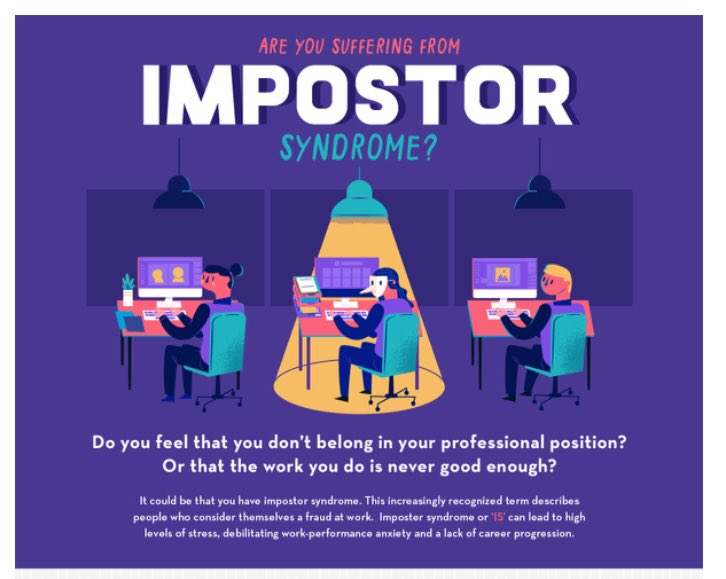 ARE YOU SUFFERING FROM
IMPOSTOR
SYNDROME?
Do you feel that you don't belong in your professional position?
Or that the work you do is never good enough?
It could be that you have impostor syndrome. This increasingly recognized term describes
people who consider themselves a fraud at work. Imposter syndrome or 'IS' can lead to high
levels of stress, debilitating work-performance anxiety and a lack of career progression.